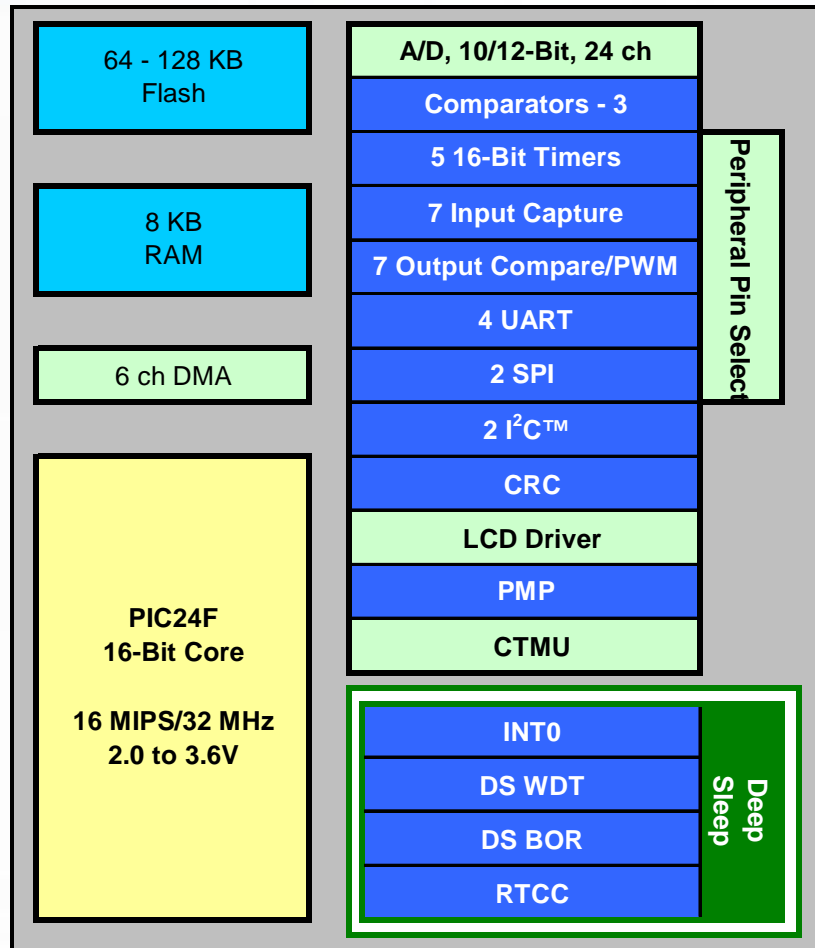 64 - 128 KB
Flash
8 KB
RAM
6 ch DMA
PIC24F
16-Bit Core
16 MIPS/32 MHz
2.0 to 3.6V
A/D, 10/12-Bit, 24 ch
Comparators - 3
5 16-Bit Timers
7 Input Capture
7 Output Compare/PWM
4 UART
2 SPI
2 I²C™
CRC
LCD Driver
PMP
CTMU
Peripheral Pin Select
INT0
DS WDT
DS BOR
RTCC
Deep
Sleep